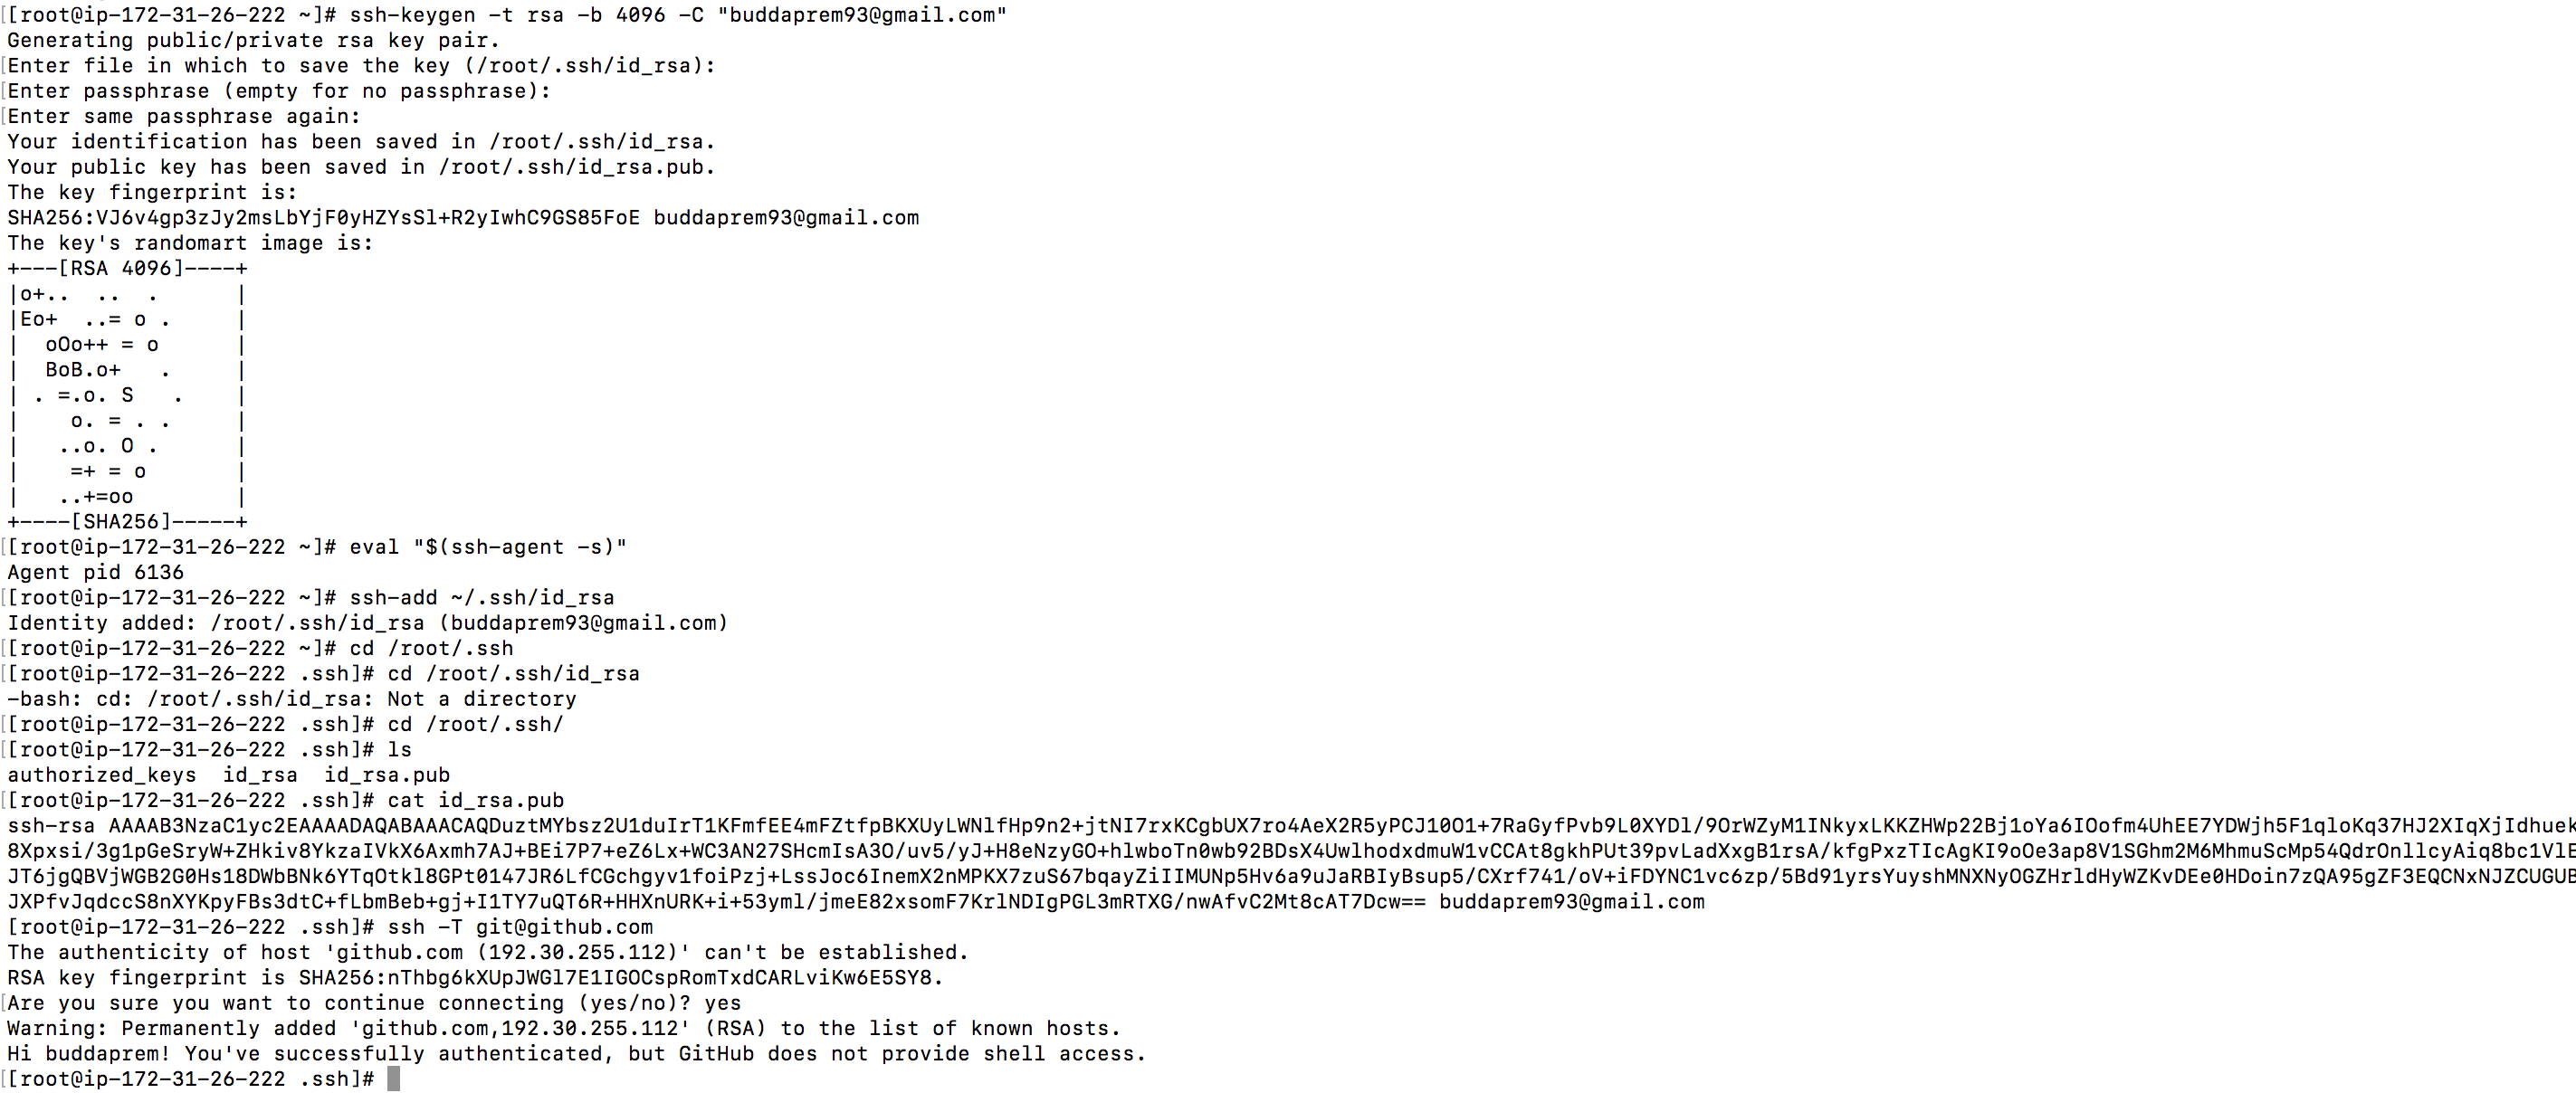 [[root@ip-172-31-26-222 ~]# ssh-keygen -t rsa -b 4096 -C "buddaprem93@gmail.com"
Generating public/private rsa key pair.
[Enter file in which to save the key (/root/.ssh/id_rsa):
[Enter passphrase (empty for no passphrase):
[Enter same passphrase again:
Your identification has been saved in /root/.ssh/id_rsa.
Your public key has been saved in /root/.ssh/id_rsa.pub.
The key fingerprint is:
SHA256:VJ6v4gp3zJy2msLbYjF0yHZYsSl+R2yIwhC9GS85FoE buddaprem93@gmail.com
The key's randomart image is:
+---[RSA 4096]----+
|o+..  ..  .      |
|Eo+  ..= o .     |
|  oOo++ = o      |
|  BoB.o+   .     |
| . =.o. S   .    |
|    o. = . .     |
|   ..o. O .      |
|    =+ = o       |
|   ..+=oo        |
+----[SHA256]-----+
[[root@ip-172-31-26-222 ~]# eval "$(ssh-agent -s)"
Agent pid 6136
[[root@ip-172-31-26-222 ~]# ssh-add ~/.ssh/id_rsa
Identity added: /root/.ssh/id_rsa (buddaprem93@gmail.com)
[[root@ip-172-31-26-222 ~]# cd /root/.ssh
[[root@ip-172-31-26-222 .ssh]# cd /root/.ssh/id_rsa
-bash: cd: /root/.ssh/id_rsa: Not a directory
[[root@ip-172-31-26-222 .ssh]# cd /root/.ssh/
[[root@ip-172-31-26-222 .ssh]# ls
authorized_keys  id_rsa  id_rsa.pub
[[root@ip-172-31-26-222 .ssh]# cat id_rsa.pub
ssh-rsa AAAAB3NzaC1yc2EAAAADAQABAAACAQDuztMYbsz2U1duIrT1KFmfEE4mFZtfpBKXUyLWNlfHp9n2+jtNI7rxKCgbUX7ro4AeX2R5yPCJ10O1+7RaGyfPvb9L0XYDl/9OrWZyM1INkyxLKKZHWp22Bj1oYa6IOofm4UhEE7YDWjh5F1qloKq37HJ2XIqXjIdhuek
8Xpxsi/3g1pGeSryW+ZHkiv8YkzaIVkX6Axmh7AJ+BEi7P7+eZ6Lx+WC3AN27SHcmIsA3O/uv5/yJ+H8eNzyGO+hlwboTn0wb92BDsX4UwlhodxdmuW1vCCAt8gkhPUt39pvLadXxgB1rsA/kfgPxzTIcAgKI9oOe3ap8V1SGhm2M6MhmuScMp54QdrOnllcyAiq8bc1VlE
JT6jgQBVjWGB2G0Hs18DWbBNk6YTqOtkl8GPt0147JR6LfCGchgyv1foiPzj+LssJoc6InemX2nMPKX7zuS67bqayZiIIMUNp5Hv6a9uJaRBIyBsup5/CXrf741/oV+iFDYNC1vc6zp/5Bd91yrsYuyshMNXNyOGZHrldHyWZKvDEe0HDoin7zQA95gZF3EQCNxNJZCUGUB
JXPfvJqdccS8nXYKpyFBs3dtC+fLbmBeb+gj+I1TY7uQT6R+HHXnURK+i+53yml/jmeE82xsomF7KrlNDIgPGL3mRTXG/nwAfvC2Mt8cAT7Dcw== buddaprem93@gmail.com
[root@ip-172-31-26-222 .ssh]# ssh -T git@github.com
The authenticity of host 'github.com (192.30.255.112)' can't be established.
RSA key fingerprint is SHA256:nThbg6kXUpJWGl7E1IGOCspRomTxdCARLviKw6E5SY8.
[Are you sure you want to continue connecting (yes/no)? yes
Warning: Permanently added 'github.com,192.30.255.112' (RSA) to the list of known hosts.
Hi buddaprem! You've successfully authenticated, but GitHub does not provide shell access.
[[root@ip-172-31-26-222 .ssh]#